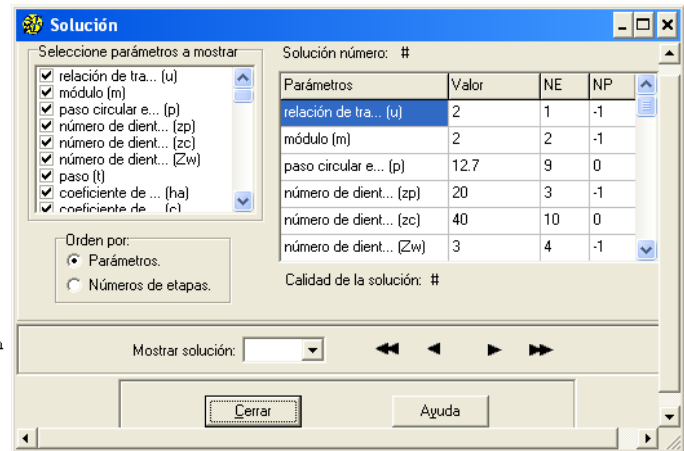 Solución
Seleccione parámetros a mostrar
relación de tra... (u)
módulo (m)
paso circular e... (p)
número de dient... (zp)
número de dient... (zc)
número de dient... (Zw)
paso (t)
coeficiente de ... (ha)
coeficiente de ... (c)
Orden por:
Parámetros.
Números de etapas.
Solución número: #
Parámetros Valor NE NP
relación de tra... (u) 2 1 -1
módulo (m) 2 2 -1
paso circular e... (p) 12.7 9 0
número de dient... (zp) 20 3 -1
número de dient... (zc) 40 10 0
número de dient... (Zw) 3 4 -1
Calidad de la solución: #
Mostrar solución:
Cerrar
Ayuda